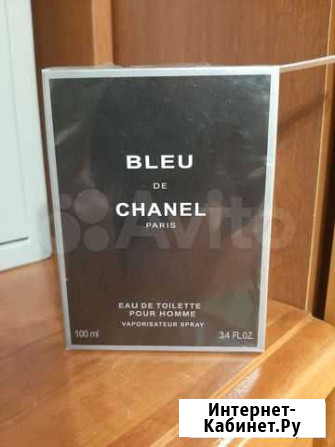 BLEU
DE
CHANEL
PARIS
Avito
EAU DE TOILETTE
POUR HOMME
VAPORISATEUR SPRAY
100 ml
3.4 FL.OZ.
Интернет-
Кабинет.Ру